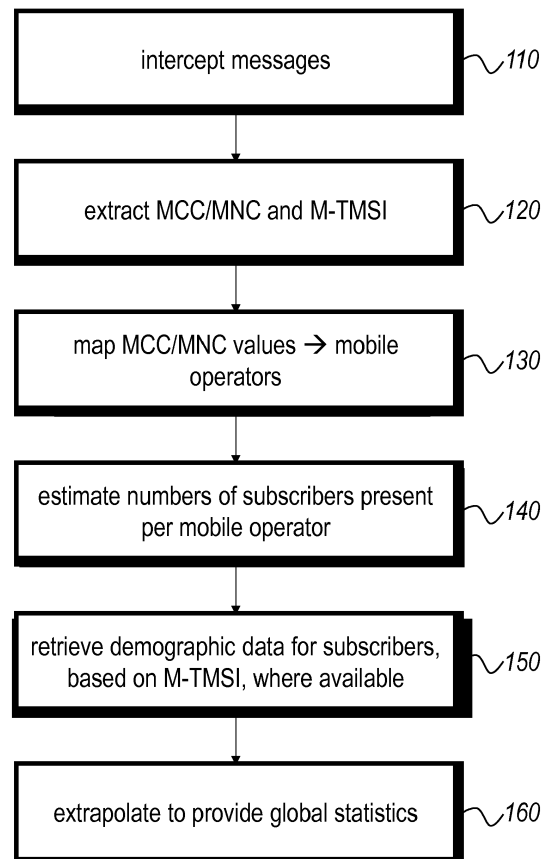 intercept messages
110
extract MCC/MNC and M-TMSI
120
map MCC/MNC values → mobile
operators
130
estimate numbers of subscribers present
per mobile operator
140
retrieve demographic data for subscribers,
based on M-TMSI, where available
150
extrapolate to provide global statistics
160